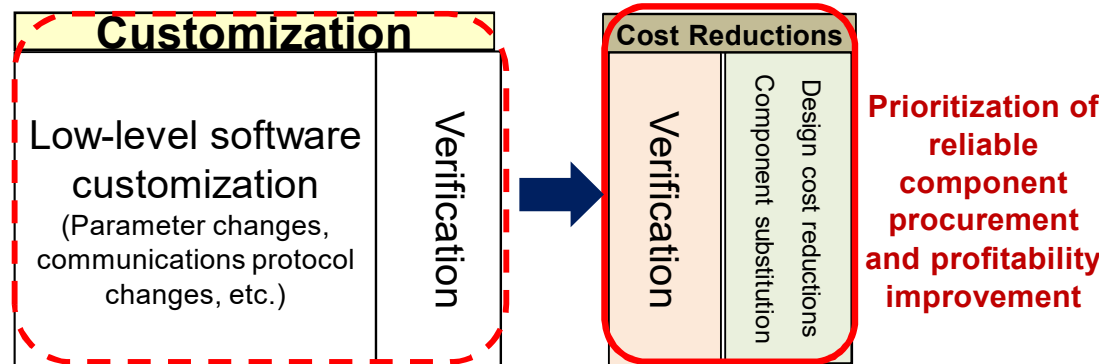 Customization
Low-level software
customization
(Parameter changes,
communications protocol
changes, etc.)
Verification
Cost Reductions
Verification
Design cost reductions
Component substitution
Prioritization of
reliable
component
procurement
and profitability
improvement